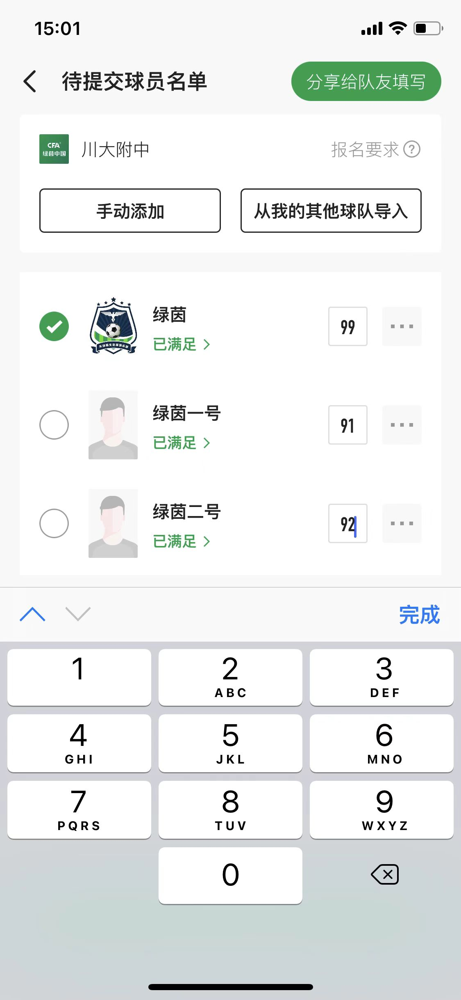 15:01
待提交球员名单
分享给队友填写
CFA
绿茵中国
川大附中
报名要求 ?
手动添加
从我的其他球队导入
绿茵
99
已满足
绿茵一号
91
已满足
绿茵二号
92
已满足
完成
1
2
ABC
3
DEF
4
GHI
5
JKL
6
MNO
7
PQRS
8
TUV
9
WXYZ
0